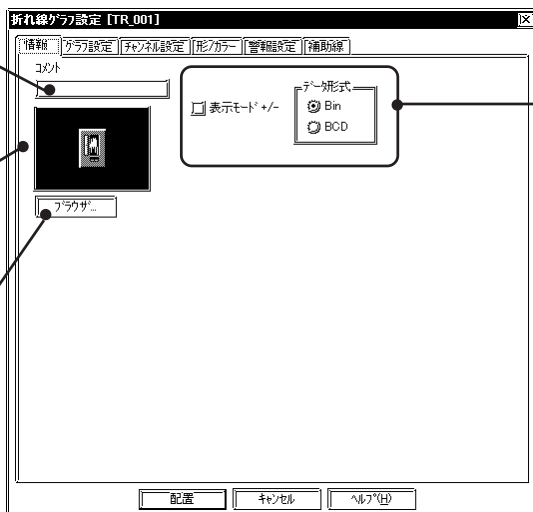 折れ線グラフ設定 [TR_001]
情報 グラフ設定 チャンネル設定 形/カラー 警報設定 補助線
コメント
表示モード +/-
データ形式
Bin
BCD
ブラウザ...
配置 キャンセル ヘルプ(H)